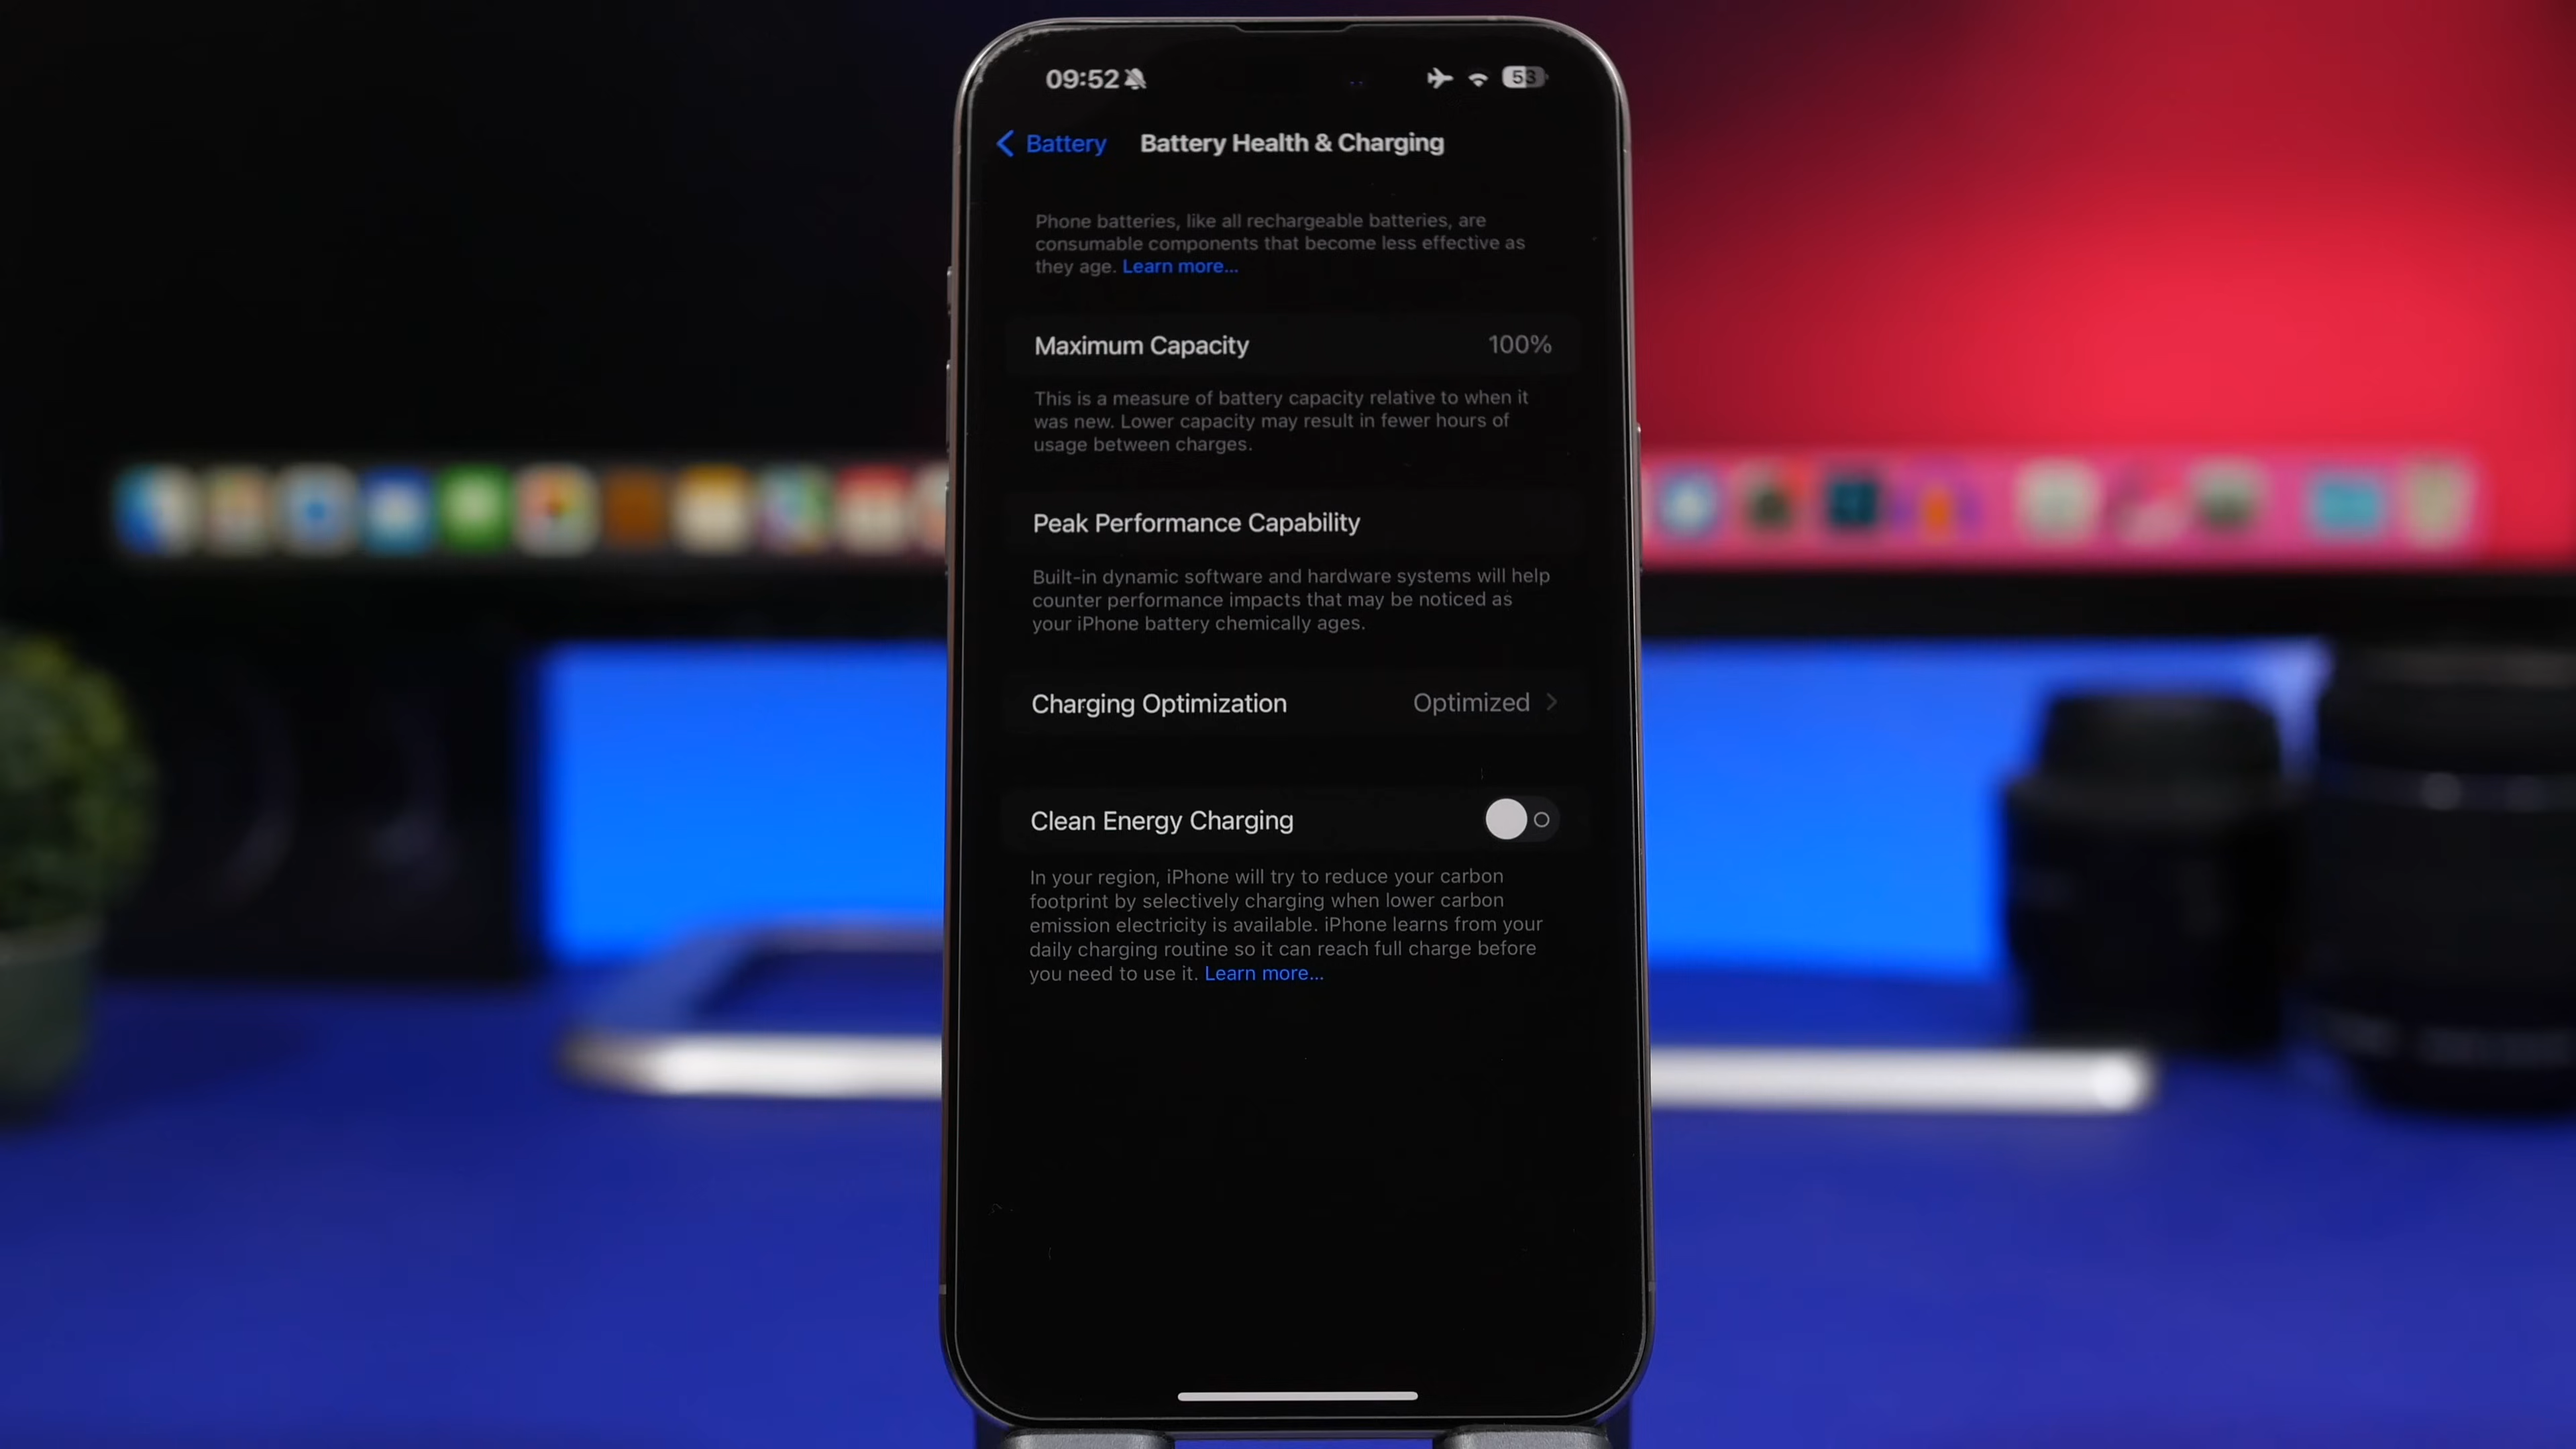 09:52
53
Battery
Battery Health & Charging
Phone batteries, like all rechargeable batteries, are
consumable components that become less effective as
they age. Learn more...
Maximum Capacity 100%
This is a measure of battery capacity relative to when it
was new. Lower capacity may result in fewer hours of
usage between charges.
Peak Performance Capability
Built-in dynamic software and hardware systems will help
counter performance impacts that may be noticed as
your iPhone battery chemically ages.
Charging Optimization Optimized
Clean Energy Charging
In your region, iPhone will try to reduce your carbon
footprint by selectively charging when lower carbon
emission electricity is available. iPhone learns from your
daily charging routine so it can reach full charge before
you need to use it. Learn more...